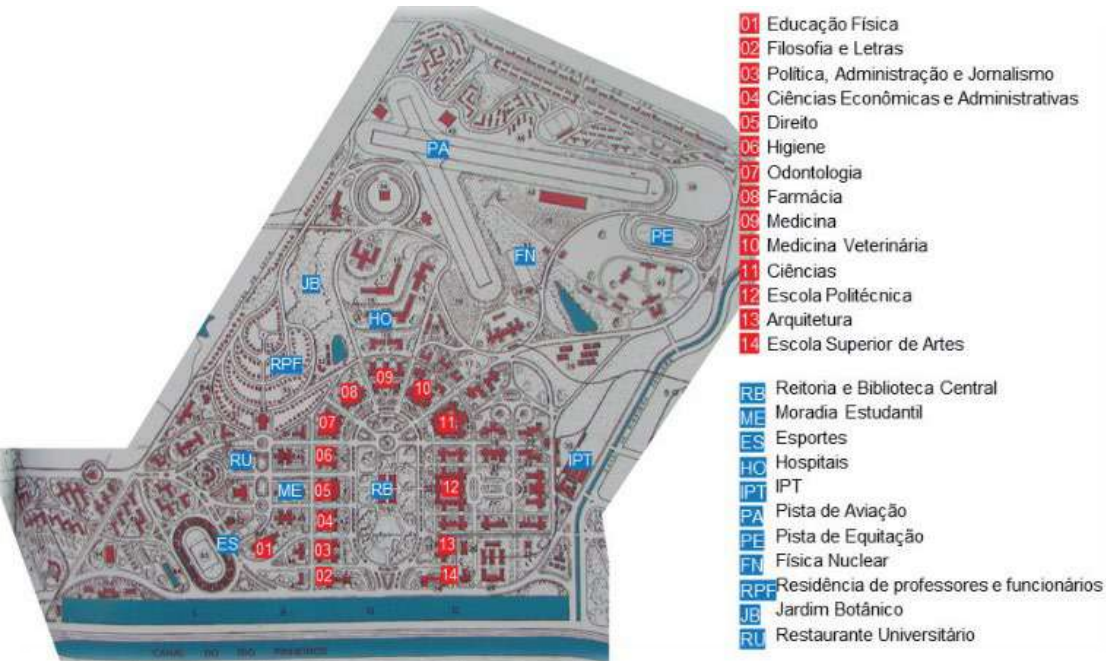 01 Educação Física
02 Filosofia e Letras
03 Política, Administração e Jornalismo
04 Ciências Econômicas e Administrativas
05 Direito
06 Higiene
07 Odontologia
08 Farmácia
09 Medicina
10 Medicina Veterinária
11 Ciências
12 Escola Politécnica
13 Arquitetura
14 Escola Superior de Artes
RB Reitoria e Biblioteca Central
ME Moradia Estudantil
ES Esportes
HO Hospitais
IPT IPT
PA Pista de Aviação
PE Pista de Equitação
FN Física Nuclear
RPF Residência de professores e funcionários
JB Jardim Botânico
RU Restaurante Universitário
PA
PE
FN
JB
HO
RPF
09
08
10
07
11
RU
06
IPT
ME
05
RB
12
04
ES
01
03
13
02
14
CANAL DO RIO PINHEIROS